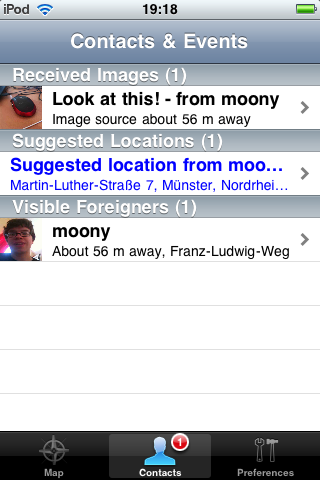 iPod 19:18
Contacts & Events
Received Images (1)
Look at this! - from moony
Image source about 56 m away
Suggested Locations (1)
Suggested location from moo...
Martin-Luther-Straße 7, Münster, Nordrhei...
Visible Foreigners (1)
moony
About 56 m away, Franz-Ludwig-Weg
1
Map Contacts Preferences